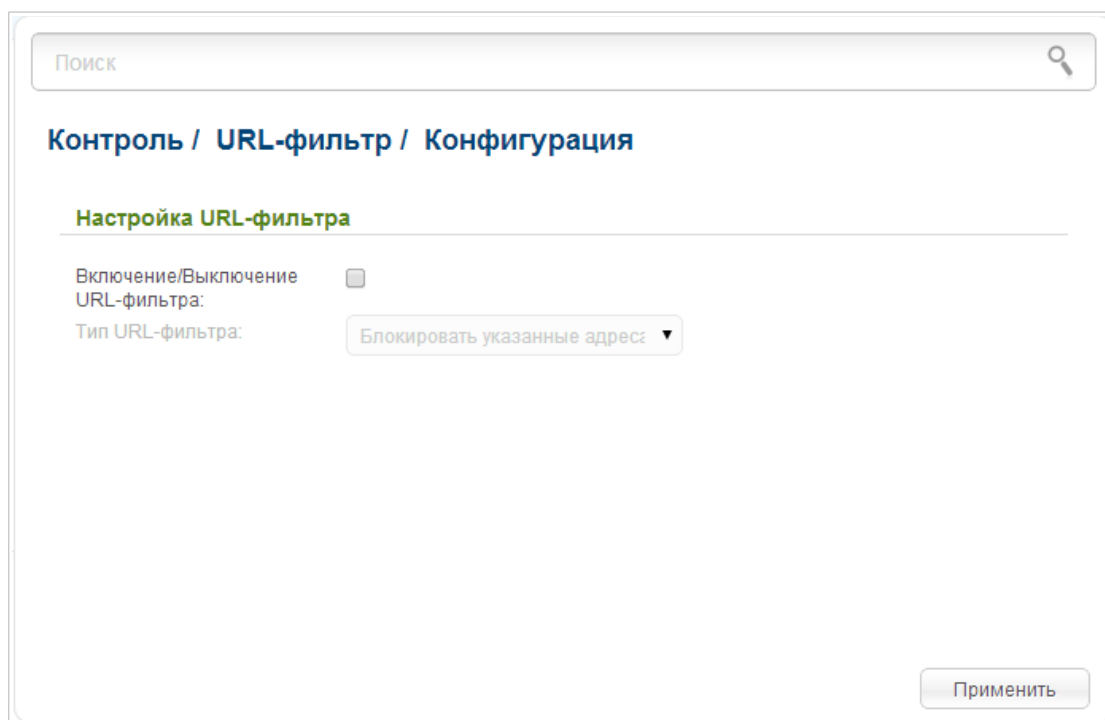 Поиск
Контроль / URL-фильтр / Конфигурация
Настройка URL-фильтра
Включение/Выключение
URL-фильтра:
Тип URL-фильтра:
Блокировать указанные адреса
Применить